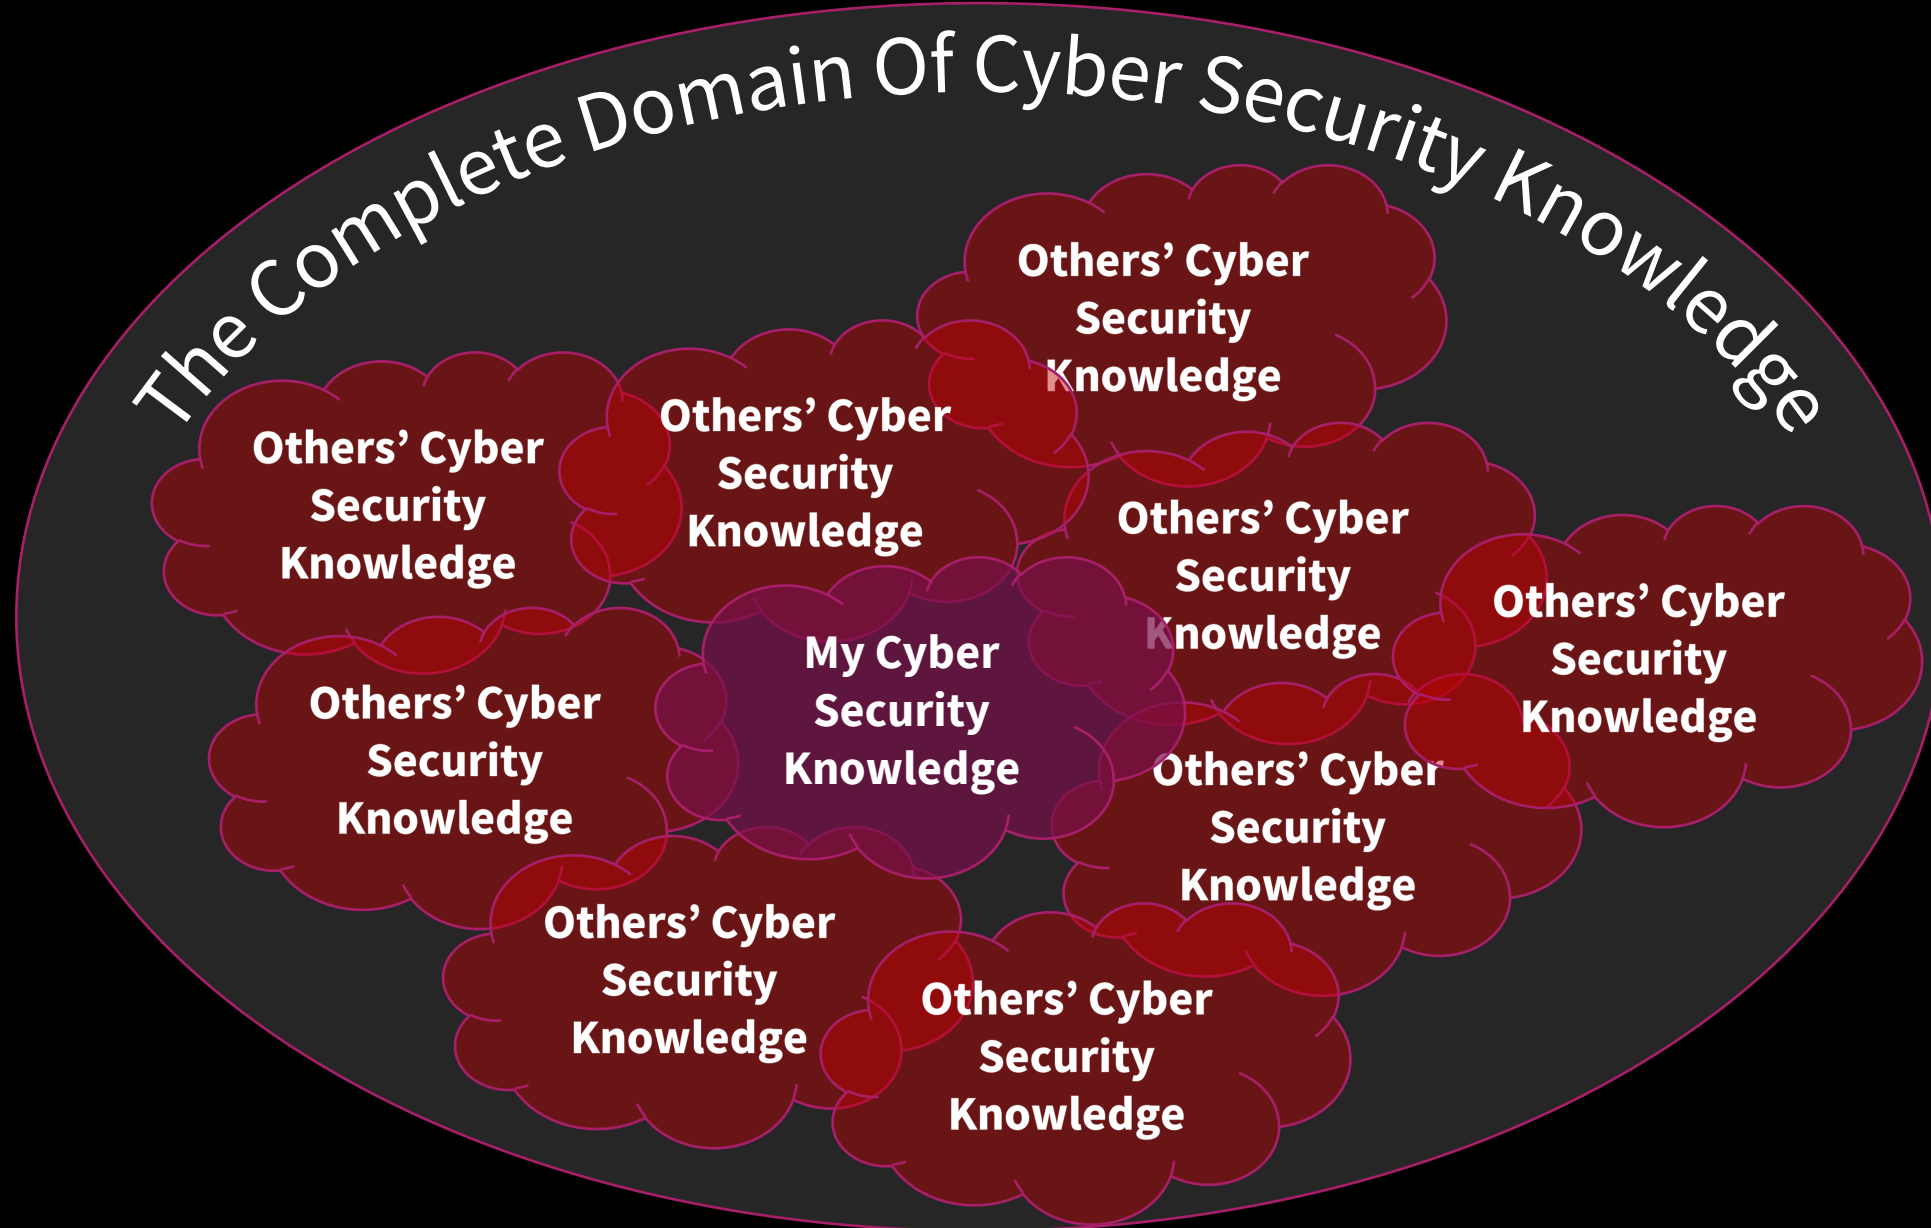 The Complete Domain Of Cyber Security Knowledge
Others’ Cyber
Security
Knowledge
Others’ Cyber
Security
Knowledge
Others’ Cyber
Security
Knowledge
Others’ Cyber
Security
Knowledge
Others’ Cyber
Security
Knowledge
My Cyber
Security
Knowledge
Others’ Cyber
Security
Knowledge
Others’ Cyber
Security
Knowledge
Others’ Cyber
Security
Knowledge
Others’ Cyber
Security
Knowledge